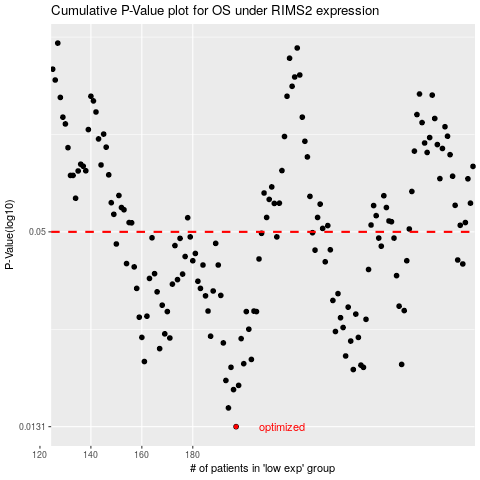 Cumulative P-Value plot for OS under RIMS2 expression
P-Value(log10)
0.05
0.0131
optimized
120 140 160 180
# of patients in 'low exp' group